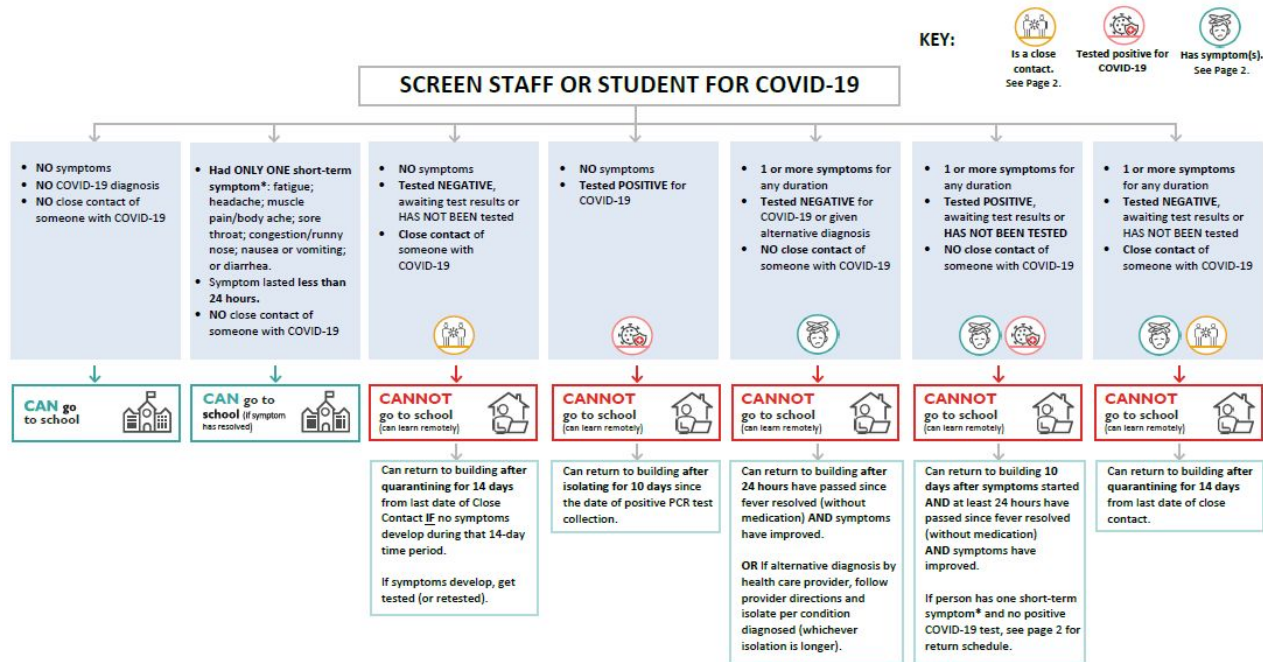 KEY:
Is a close
contact.
See Page 2.
Tested positive for
COVID-19
Has symptom(s).
See Page 2.
SCREEN STAFF OR STUDENT FOR COVID-19
• NO symptoms
• NO COVID-19 diagnosis
• NO close contact of
someone with COVID-19
CAN go
to school
• Had ONLY ONE short-term
symptom*: fatigue;
headache; muscle
pain/body ache; sore
throat; congestion/runny
nose; nausea or vomiting;
or diarrhea.
• Symptom lasted less than
24 hours.
• NO close contact of
someone with COVID-19
CAN go to
school (If symptom
has resolved)
• NO symptoms
• Tested NEGATIVE,
awaiting test results or
HAS NOT BEEN tested
• Close contact of
someone with
COVID-19
CANNOT
go to school
(can learn remotely)
Can return to building after
quarantining for 14 days
from last date of Close
Contact IF no symptoms
develop during that 14-day
time period.
If symptoms develop, get
tested (or retested).
• NO symptoms
• Tested POSITIVE for
COVID-19
CANNOT
go to school
(can learn remotely)
Can return to building after
isolating for 10 days since
the date of positive PCR test
collection.
• 1 or more symptoms for
any duration
• Tested NEGATIVE for
COVID-19 or given
alternative diagnosis
• NO close contact of
someone with COVID-19
CANNOT
go to school
(can learn remotely)
Can return to building after
24 hours have passed since
fever resolved (without
medication) AND symptoms
have improved.
OR If alternative diagnosis by
health care provider, follow
provider directions and
isolate per condition
diagnosed (whichever
isolation is longer).
• 1 or more symptoms for
any duration
• Tested POSITIVE,
awaiting test results or
HAS NOT BEEN TESTED
• NO close contact of
someone with COVID-19
CANNOT
go to school
(can learn remotely)
Can return to building 10
days after symptoms started
AND at least 24 hours have
passed since fever resolved
(without medication)
AND symptoms have
improved.
If person has one short-term
symptom* and no positive
COVID-19 test, see page 2 for
return schedule.
• 1 or more symptoms
for any duration
• Tested NEGATIVE,
awaiting test results or
HAS NOT BEEN tested
• Close contact of
someone with COVID-19
CANNOT
go to school
(can learn remotely)
Can return to building after
quarantining for 14 days
from last date of close
contact.